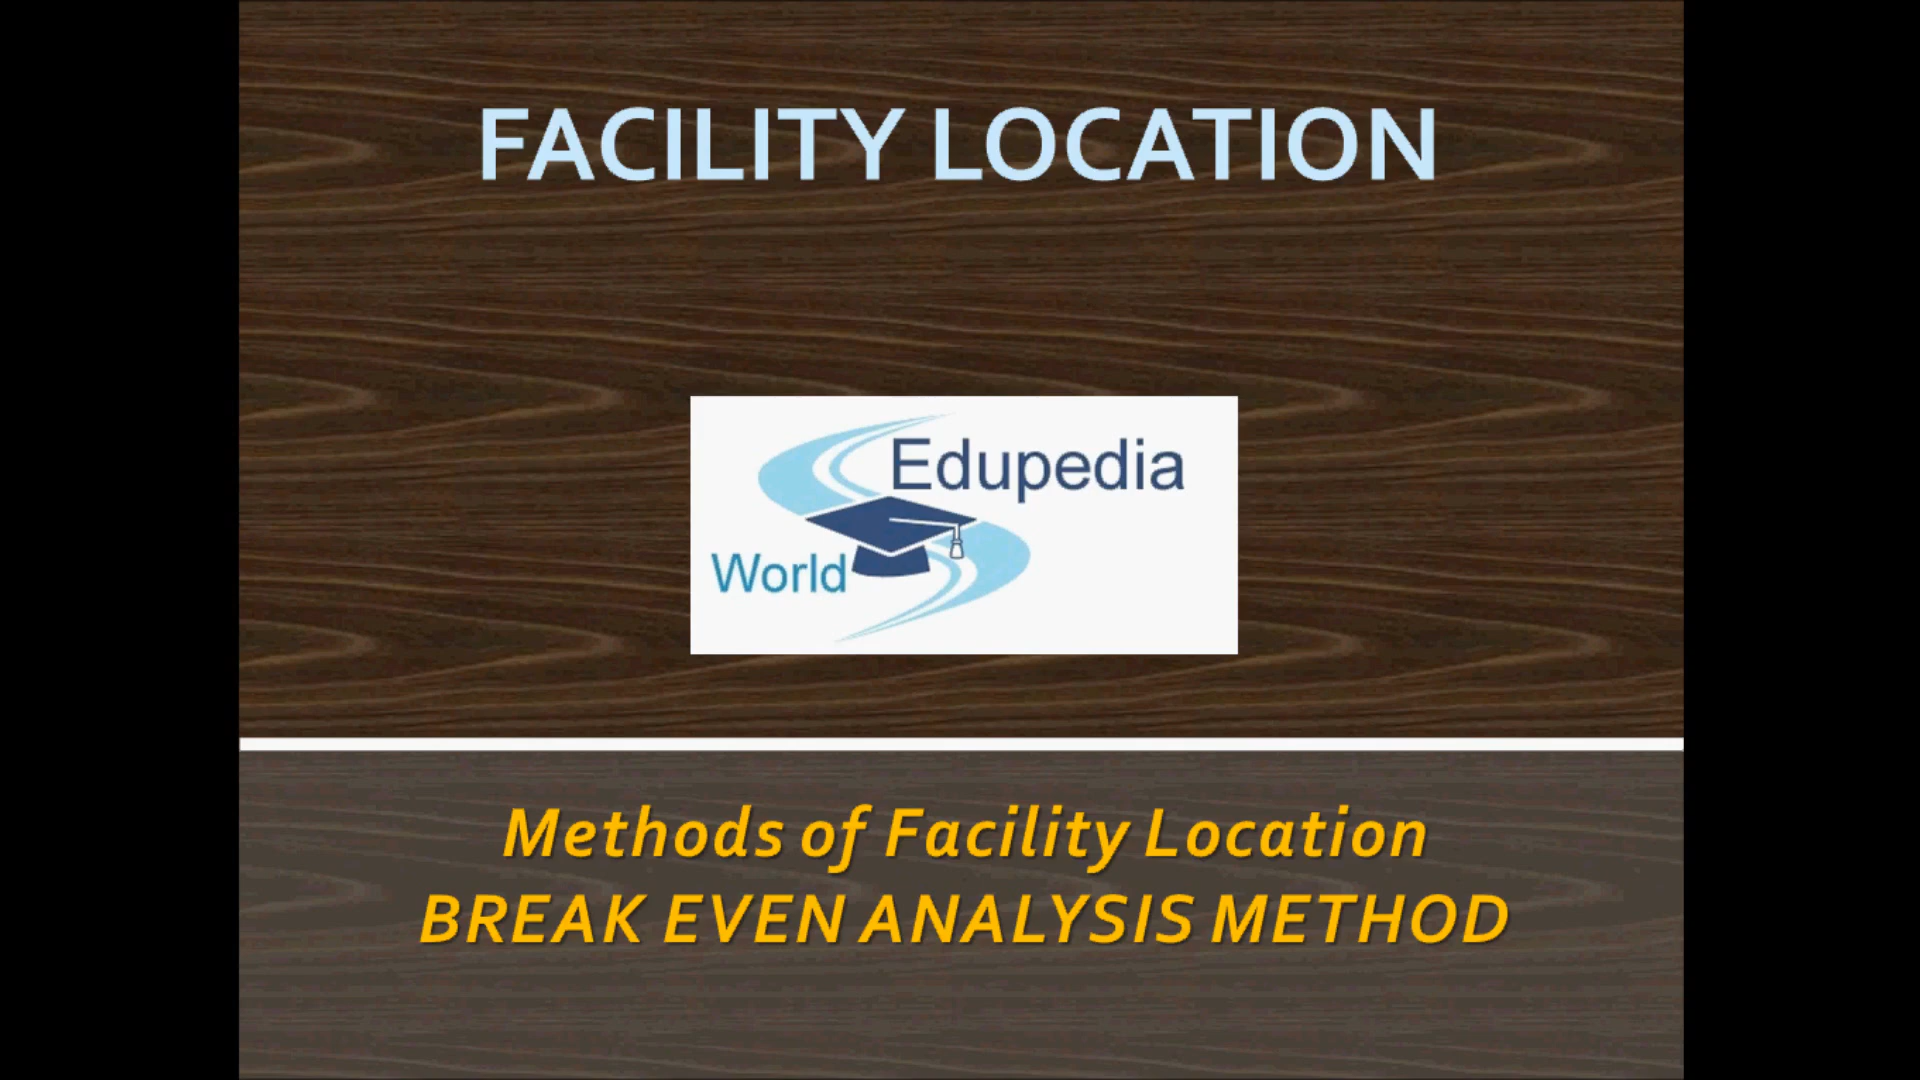 FACILITY LOCATION
Edupedia
World
Methods of Facility Location
BREAK EVEN ANALYSIS METHOD